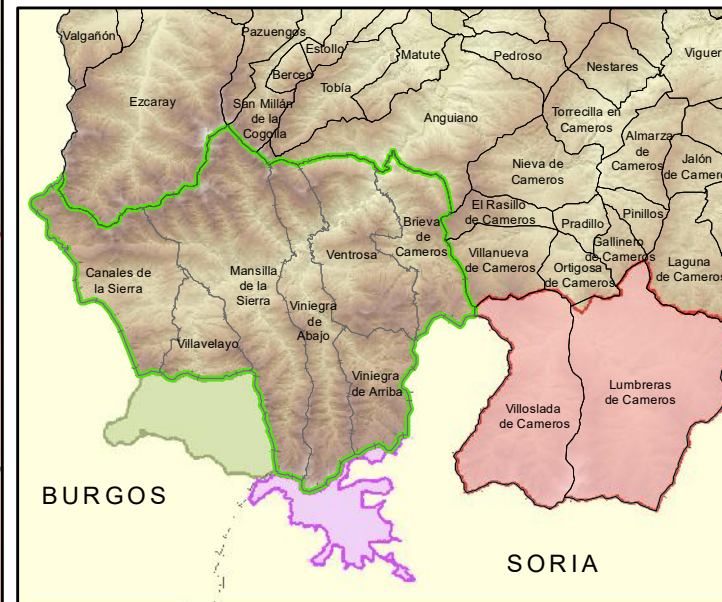 Valgañón
Pazuengos
Estollo
Matute
Pedroso
Viguer
Nestares
Berceo
Tobía
Ezcaray
San Millán
de la
Cogolla
Anguiano
Torrecilla en
Cameros
Almarza
de
Cameros
Jalón
de Camero
Nieva de
Cameros
El Rasillo
de Cameros
Pradillo
Pinillos
Brieva
de
Cameros
Villanueva
de Cameros
Gallinero
de Cameros
Ortigosa
de Cameros
Laguna
de Cameros
Ventrosa
Canales de
la Sierra
Mansilla
de la
Sierra
Viniegra
de
Abajo
Villavelayo
Viniegra
de Arriba
Villoslada
de Cameros
Lumbreras
de Cameros
BURGOS
SORIA